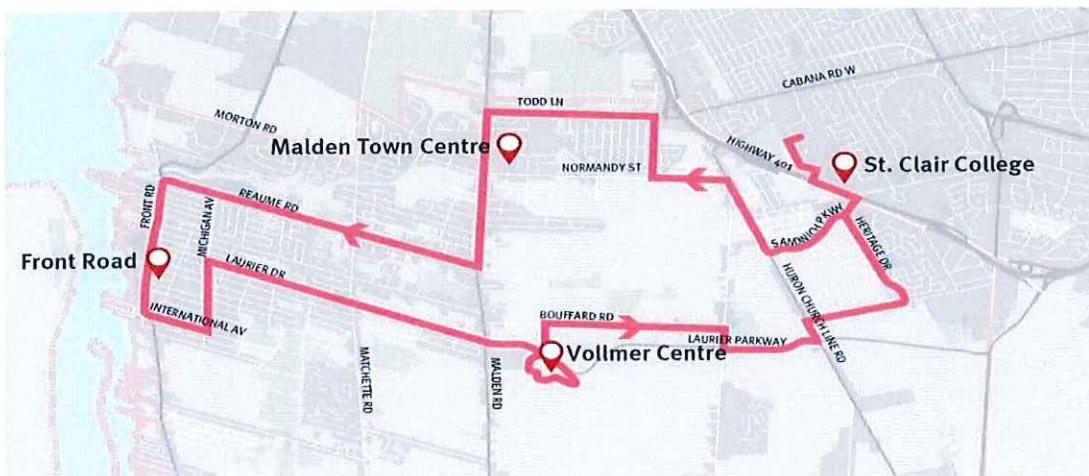 CABANA RD W
TODD LN
MORTON RD
Malden Town Centre
HIGHWAY 401
NORMANDY ST
St. Clair College
FRONT RD
REAUME RD
MICHIGAN AV
SANDWICH PKWY
HERITAGE DR
Front Road
LAURIER DR
HURON CHURCH LINE RD
INTERNATIONAL AV
BOUFFARD RD
LAURIER PARKWAY
Vollmer Centre
MATCHETTE RD
MALDEN RD